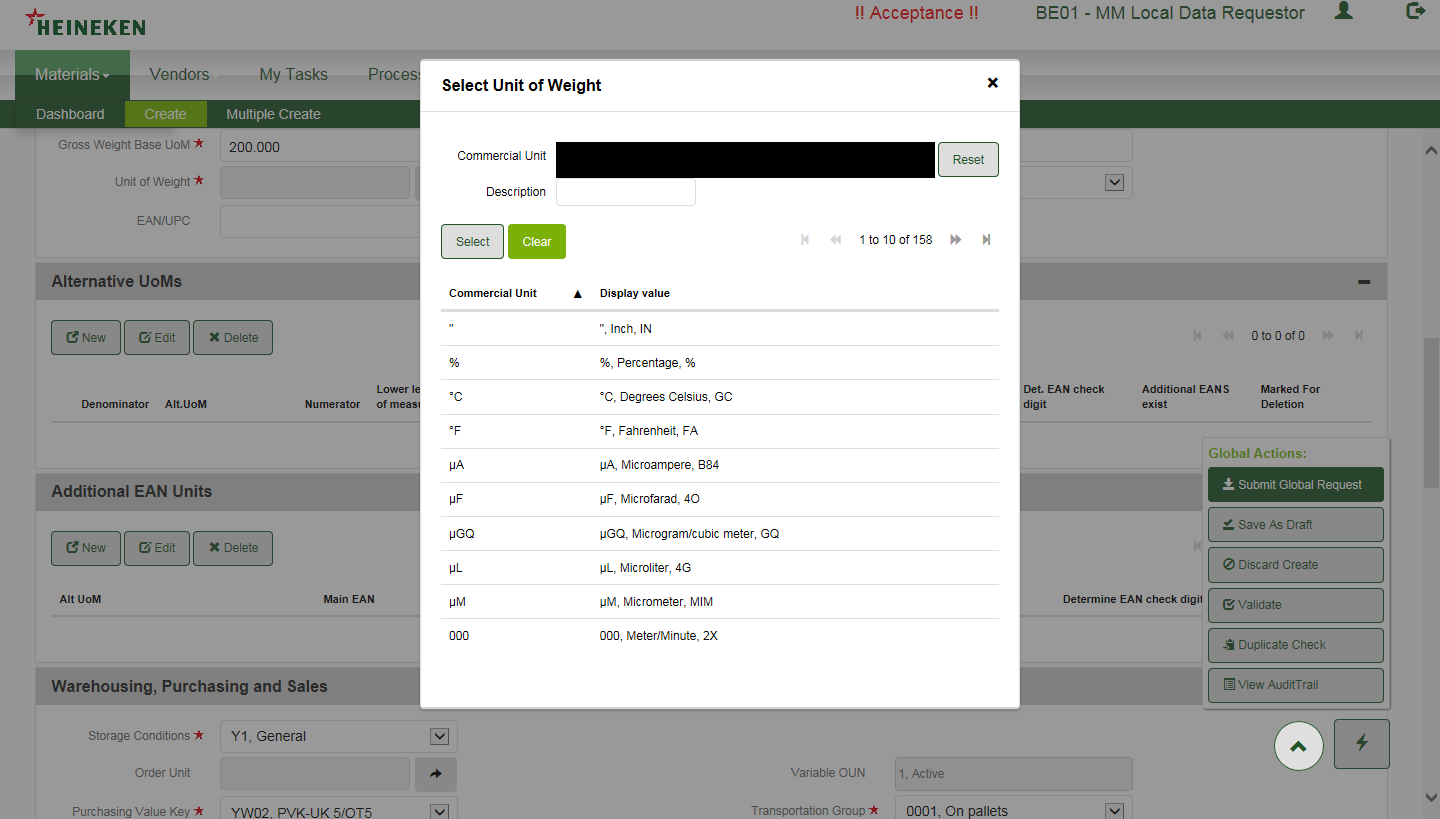 HEINEKEN
!! Acceptance !!
BE01 - MM Local Data Requestor
Materials
Vendors
My Tasks
Dashboard
Create
Multiple Create
Select Unit of Weight
Commercial Unit
Reset
Description
Select
Clear
1 to 10 of 158
Commercial Unit ▲ Display value
" ", Inch, IN
% %, Percentage, %
°C °C, Degrees Celsius, GC
°F °F, Fahrenheit, FA
µA µA, Microampere, B84
µF µF, Microfarad, 4O
µGQ µGQ, Microgram/cubic meter, GQ
µL µL, Microliter, 4G
µM µM, Micrometer, MIM
000 000, Meter/Minute, 2X
Gross Weight Base UoM
200.000
Unit of Weight
EAN/UPC
Alternative UoMs
New
Edit
Delete
0 to 0 of 0
Denominator
Alt.UoM
Numerator
Lower
of
Det. EAN check
digit
Additional EANS
exist
Marked For
Deletion
Additional EAN Units
New
Edit
Delete
Alt UoM
Main EAN
Determine EAN check digit
Global Actions:
Submit Global Request
Save As Draft
Discard Create
Validate
Duplicate Check
View AuditTrail
Warehousing, Purchasing and Sales
Storage Conditions
Y1, General
Order Unit
Variable OUN
1, Active
Purchasing Value Key
YW02, PVK-UK 5/OT5
Transportation Group
0001, On pallets